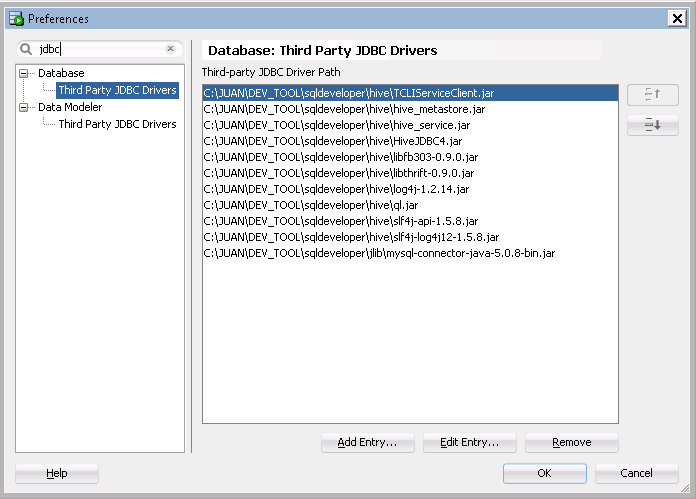 Preferences
jdbc
Database
Third Party JDBC Drivers
Data Modeler
Third Party JDBC Drivers
Database: Third Party JDBC Drivers
Third-party JDBC Driver Path
C:\JUAN\DEV_TOOL\sqldeveloper\hive\TCLIServiceClient.jar
C:\JUAN\DEV_TOOL\sqldeveloper\hive\hive_metastore.jar
C:\JUAN\DEV_TOOL\sqldeveloper\hive\hive_service.jar
C:\JUAN\DEV_TOOL\sqldeveloper\hive\HiveJDBC4.jar
C:\JUAN\DEV_TOOL\sqldeveloper\hive\libfb303-0.9.0.jar
C:\JUAN\DEV_TOOL\sqldeveloper\hive\libthrift-0.9.0.jar
C:\JUAN\DEV_TOOL\sqldeveloper\hive\log4j-1.2.14.jar
C:\JUAN\DEV_TOOL\sqldeveloper\hive\ql.jar
C:\JUAN\DEV_TOOL\sqldeveloper\hive\slf4j-api-1.5.8.jar
C:\JUAN\DEV_TOOL\sqldeveloper\hive\slf4j-log4j12-1.5.8.jar
C:\JUAN\DEV_TOOL\sqldeveloper\jlib\mysql-connector-java-5.0.8-bin.jar
Add Entry... Edit Entry... Remove
Help OK Cancel